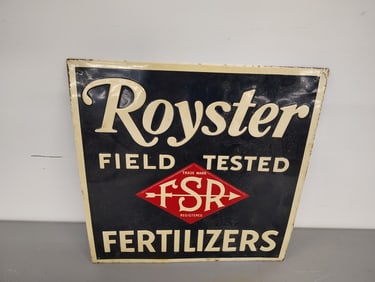 Royster
FIELD TESTED
TRADE MARK
FSR
REGISTERED
FERTILIZERS